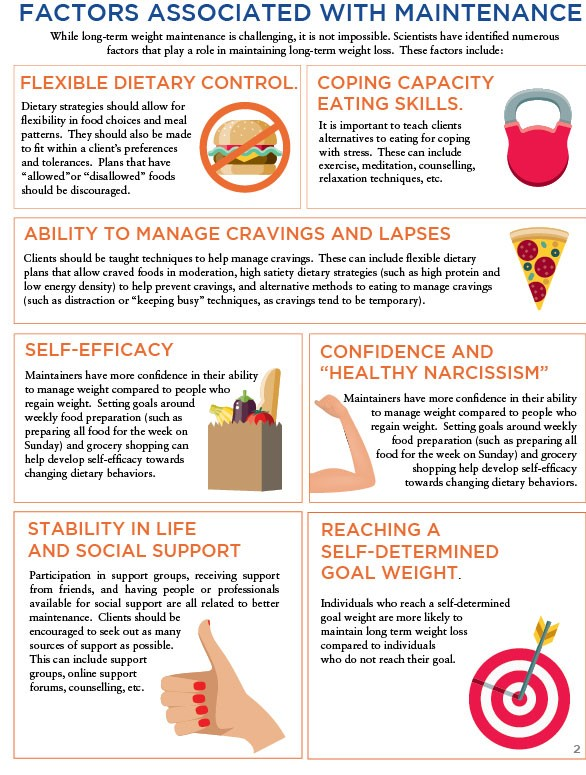 FACTORS ASSOCIATED WITH MAINTENANCE
While long-term weight maintenance is challenging, it is not impossible. Scientists have identified numerous
factors that play a role in maintaining long-term weight loss. These factors include:
FLEXIBLE DIETARY CONTROL.
Dietary strategies should allow for
flexibility in food choices and meal
patterns. They should also be made
to fit within a client's preferences
and tolerances. Plans that have
“allowed”or “disallowed” foods
should be discouraged.
COPING CAPACITY
EATING SKILLS.
It is important to teach clients
alternatives to eating for coping
with stress. These can include
exercise, meditation, counselling,
relaxation techniques, etc.
ABILITY TO MANAGE CRAVINGS AND LAPSES
Clients should be taught techniques to help manage cravings. These can include flexible dietary
plans that allow craved foods in moderation, high satiety dietary strategies (such as high protein and
low energy density) to help prevent cravings, and alternative methods to eating to manage cravings
(such as distraction or “keeping busy” techniques, as cravings tend to be temporary).
SELF-EFFICACY
Maintainers have more confidence in their ability
to manage weight compared to people who
regain weight. Setting goals around
weekly food preparation (such as
preparing all food for the week on
Sunday) and grocery shopping can
help develop self-efficacy towards
changing dietary behaviors.
CONFIDENCE AND
“HEALTHY NARCISSISM”
Maintainers have more confidence in their ability
to manage weight compared to people who
regain weight. Setting goals around weekly
food preparation (such as preparing all
food for the week on Sunday) and grocery
shopping help develop self-efficacy
towards changing dietary behaviors.
STABILITY IN LIFE
AND SOCIAL SUPPORT
Participation in support groups, receiving support
from friends, and having people or professionals
available for social support are all related to better
maintenance. Clients should be
encouraged to seek out as many
sources of support as possible.
This can include support
groups, online support
forums, counselling, etc.
REACHING A
SELF-DETERMINED
GOAL WEIGHT.
Individuals who reach a self-determined
goal weight are more likely to
maintain long term weight loss
compared to individuals
who do not reach their goal.
2